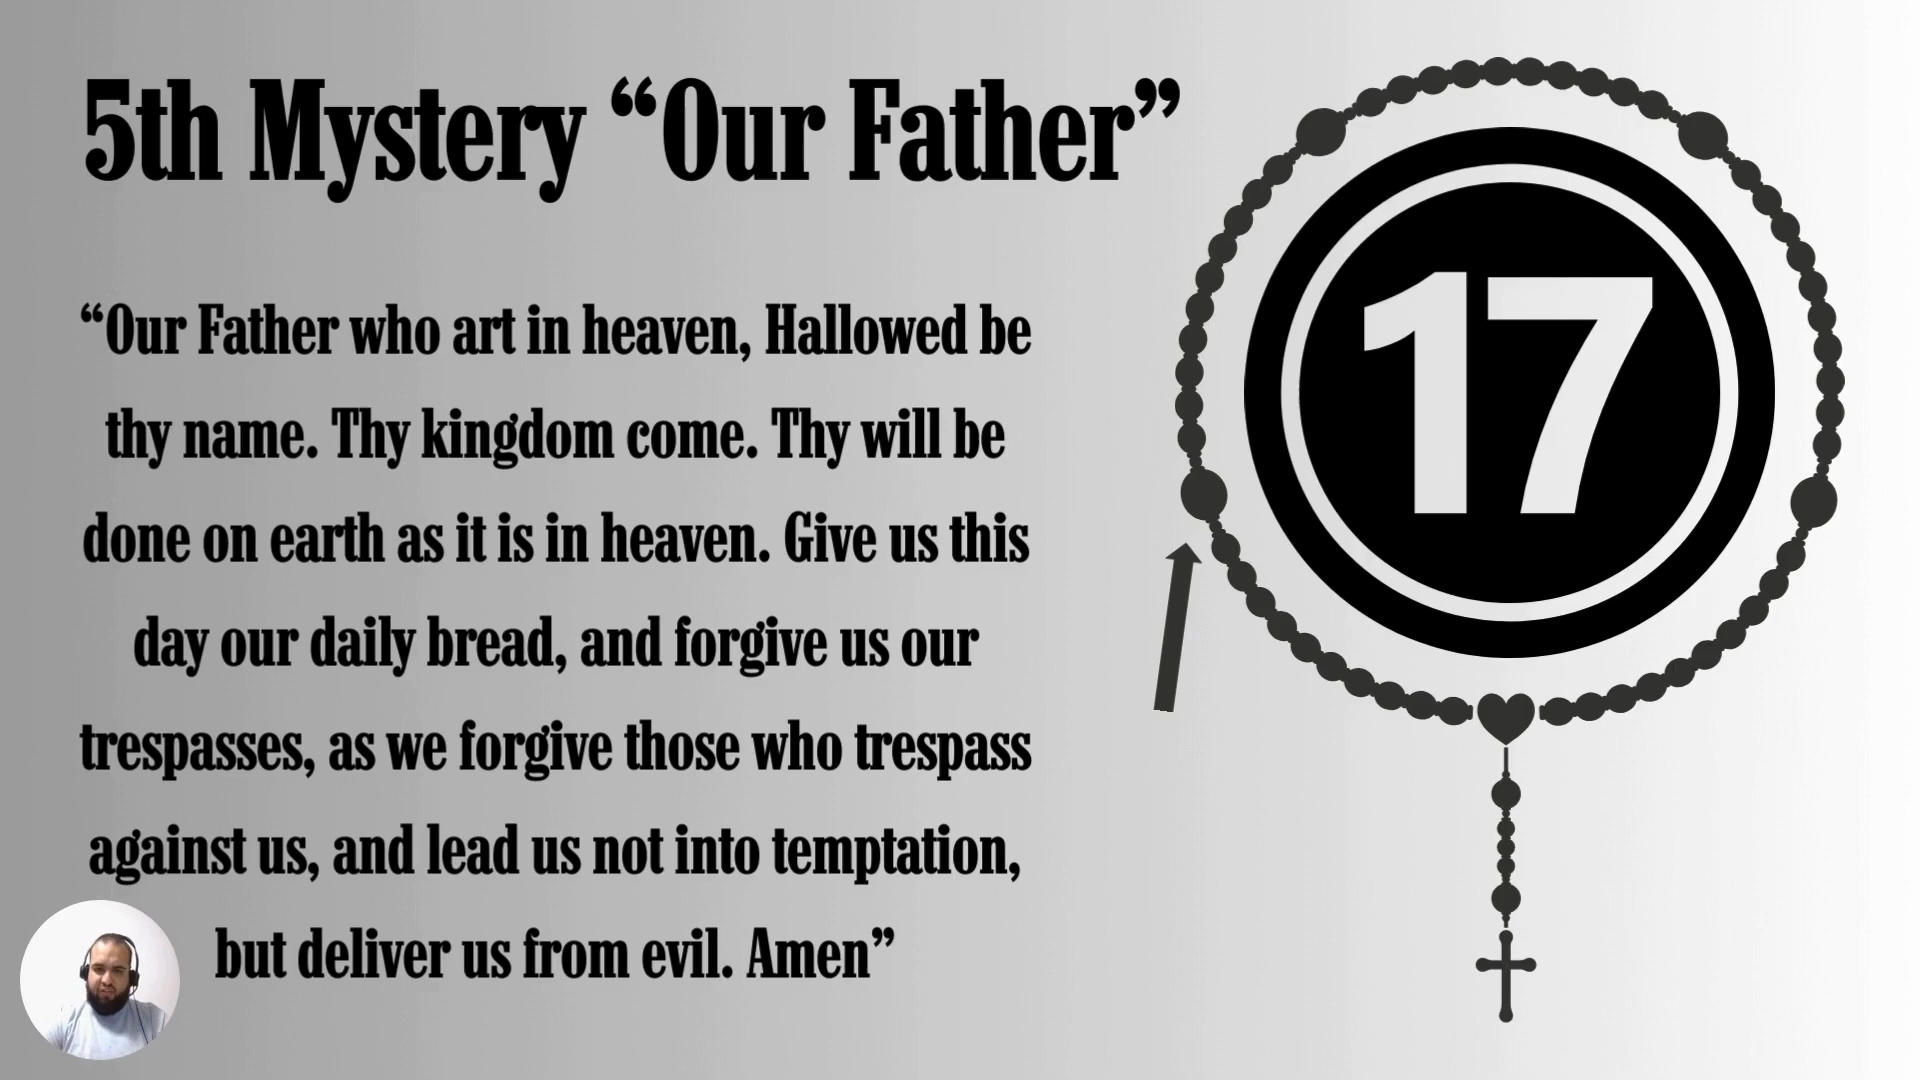 5th Mystery “Our Father”
“Our Father who art in heaven, Hallowed be
thy name. Thy kingdom come. Thy will be
done on earth as it is in heaven. Give us this
day our daily bread, and forgive us our
trespasses, as we forgive those who trespass
against us, and lead us not into temptation,
but deliver us from evil. Amen”
17